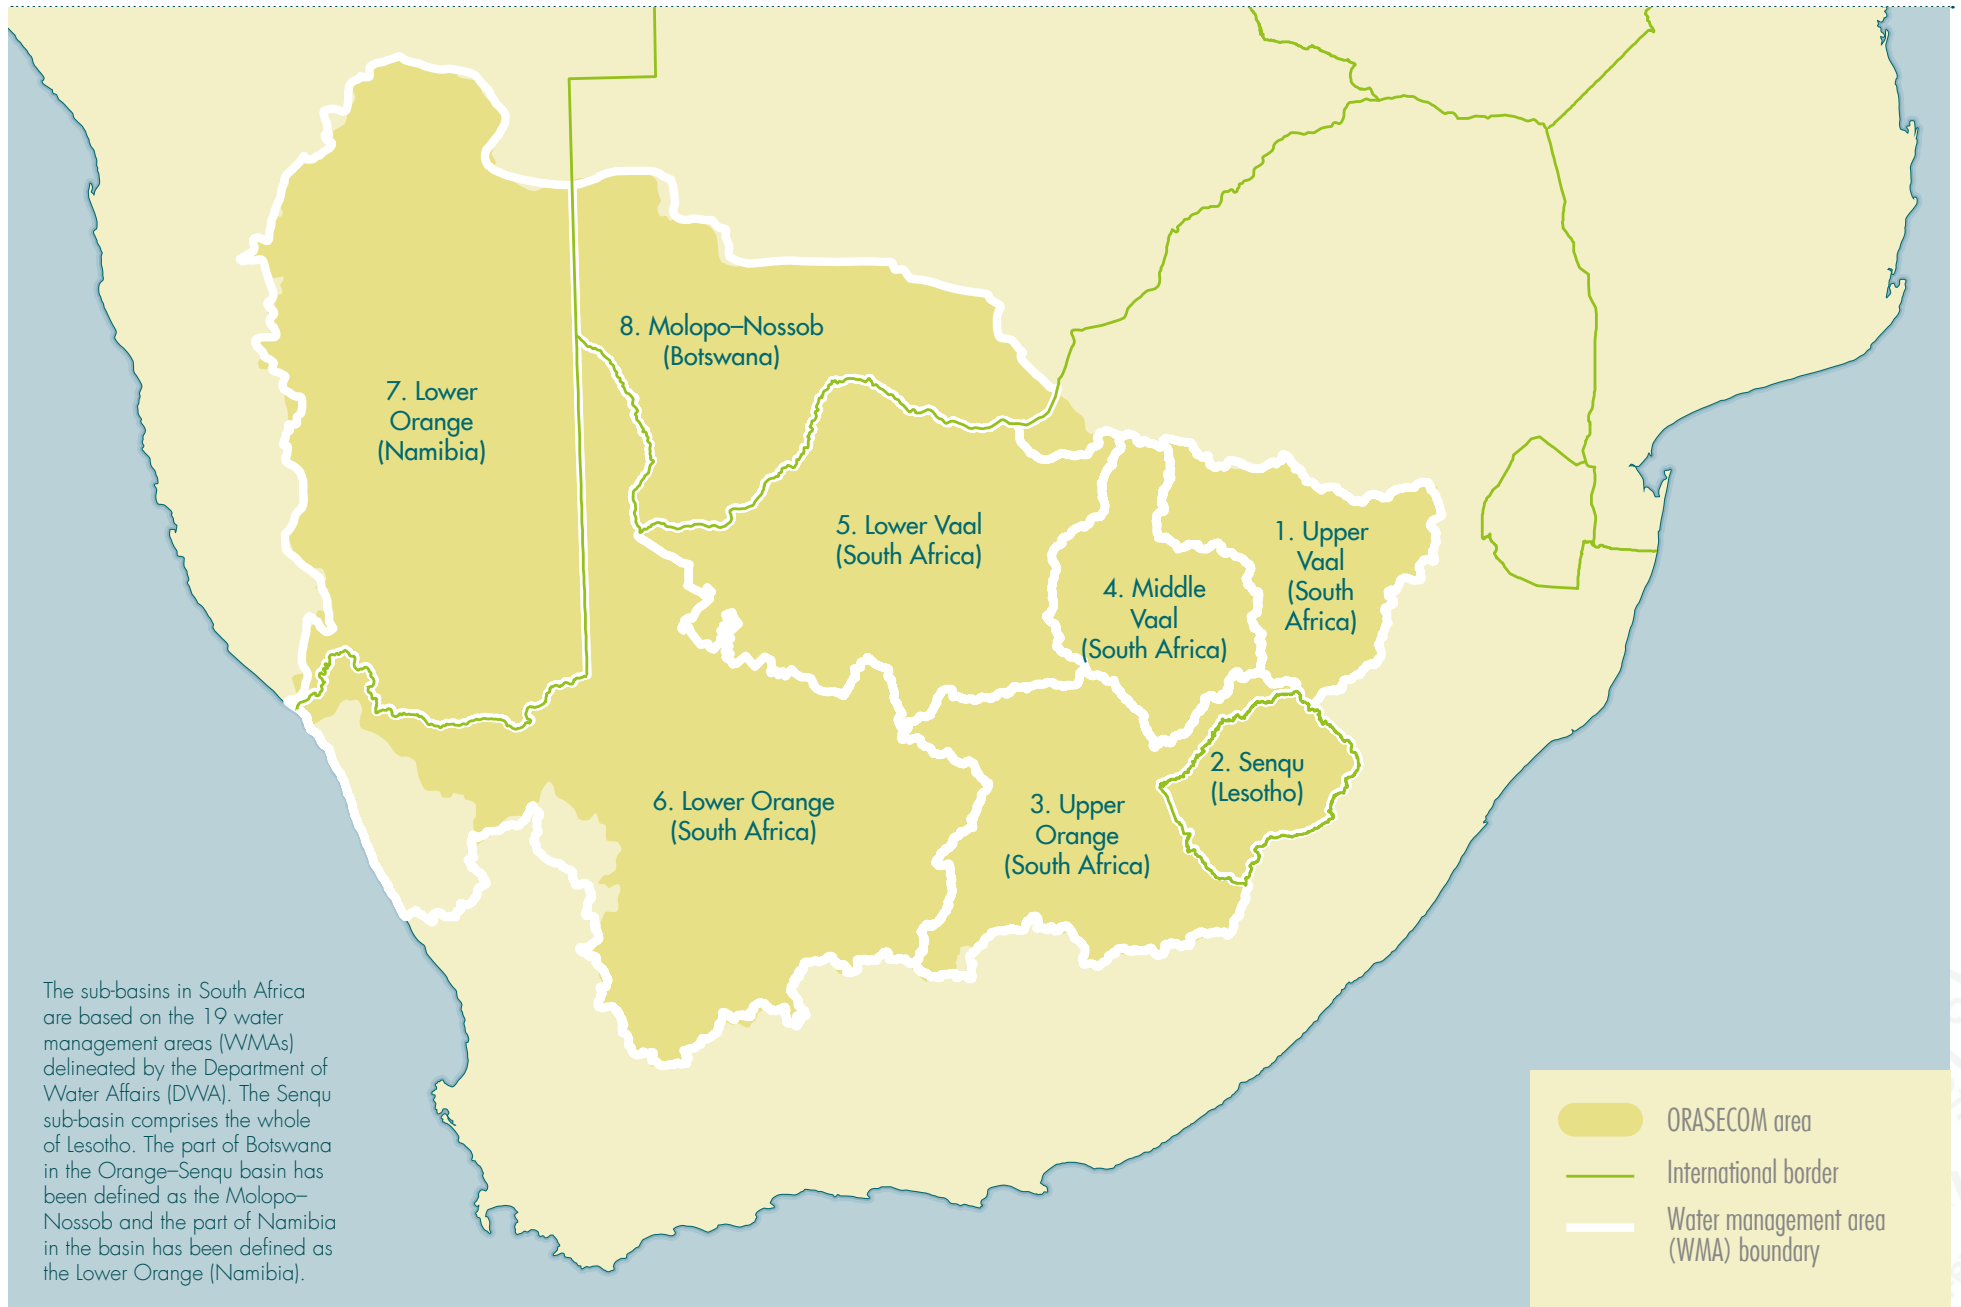 8. Molopo–Nossob
(Botswana)
7. Lower
Orange
(Namibia)
5. Lower Vaal
(South Africa)
1. Upper
Vaal
(South
Africa)
4. Middle
Vaal
(South Africa)
2. Senqu
(Lesotho)
6. Lower Orange
(South Africa)
3. Upper
Orange
(South Africa)
The sub-basins in South Africa
are based on the 19 water
management areas (WMAs)
delineated by the Department of
Water Affairs (DWA). The Senqu
sub-basin comprises the whole
of Lesotho. The part of Botswana
in the Orange–Senqu basin has
been defined as the Molopo–
Nossob and the part of Namibia
in the basin has been defined as
the Lower Orange (Namibia).
ORASECOM area
International border
Water management area
(WMA) boundary